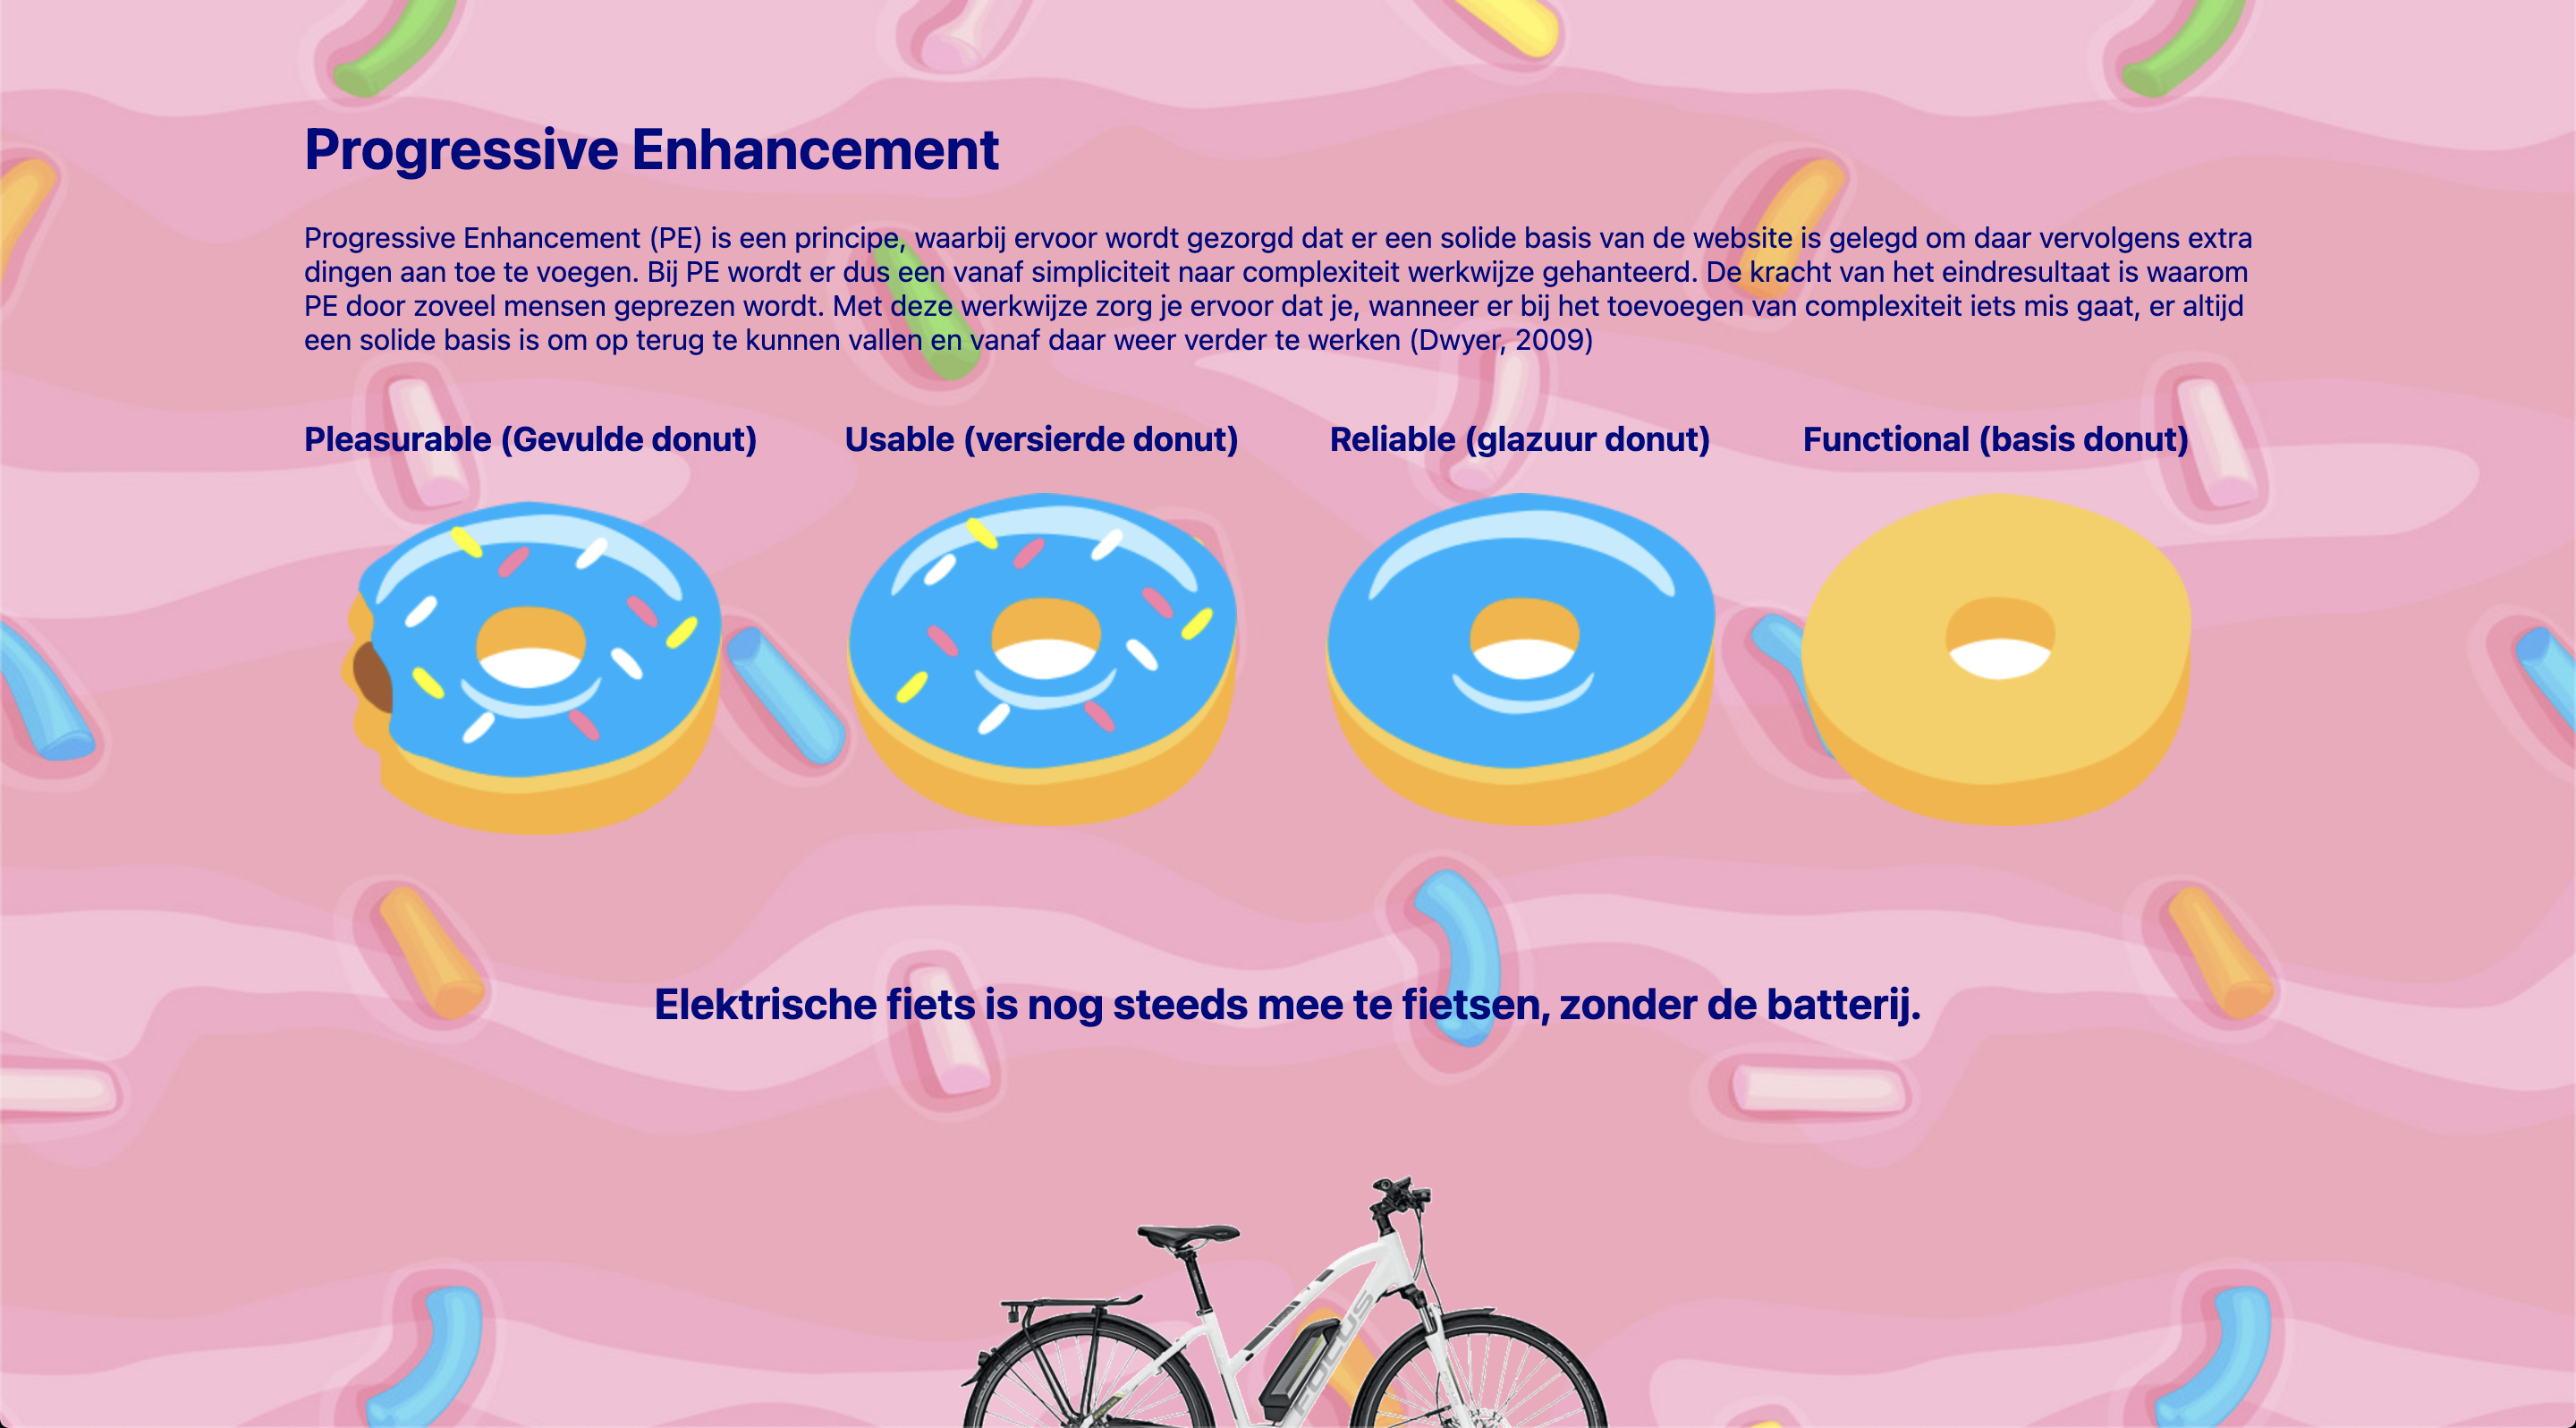 Progressive Enhancement
Progressive Enhancement (PE) is een principe, waarbij ervoor wordt gezorgd dat er een solide basis van de website is gelegd om daar vervolgens extra
dingen aan toe te voegen. Bij PE wordt er dus een vanaf simpliciteit naar complexiteit werkwijze gehanteerd. De kracht van het eindresultaat is waarom
PE door zoveel mensen geprezen wordt. Met deze werkwijze zorg je ervoor dat je, wanneer er bij het toevoegen van complexiteit iets mis gaat, er altijd
een solide basis is om op terug te kunnen vallen en vanaf daar weer verder te werken (Dwyer, 2009)
Pleasurable (Gevulde donut)
Usable (versierde donut)
Reliable (glazuur donut)
Functional (basis donut)
Elektrische fiets is nog steeds mee te fietsen, zonder de batterij.
FOCUS